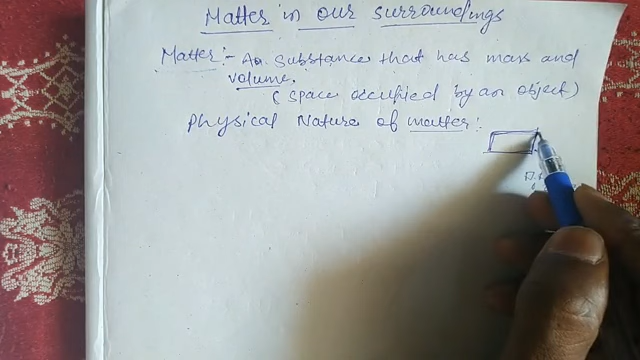 Matter in our surroundings
Matter:- A substance that has mass and
volume.
(space occupied by an object)
Physical Nature of matter: